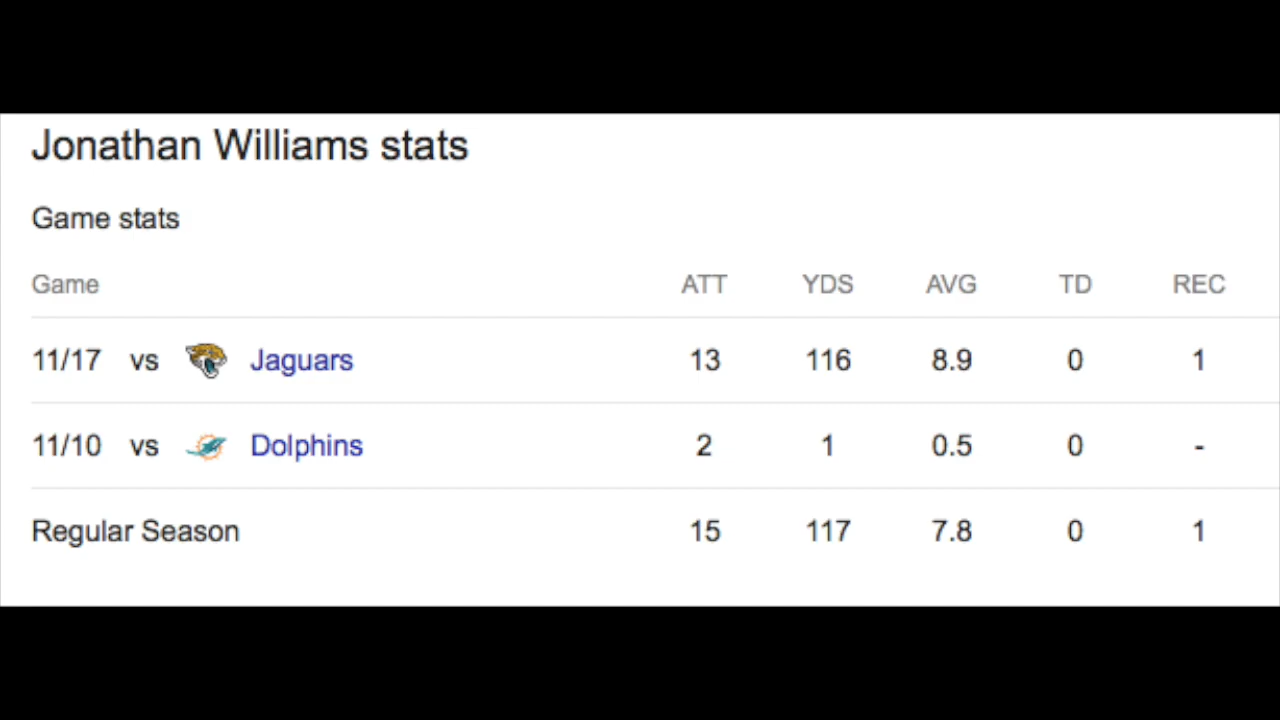 Jonathan Williams stats
Game stats
Game ATT YDS AVG TD REC
11/17 vs Jaguars 13 116 8.9 0 1
11/10 vs Dolphins 2 1 0.5 0 -
Regular Season 15 117 7.8 0 1